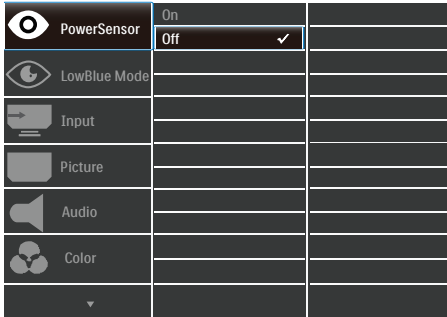 PowerSensor
On
Off
LowBlue Mode
Input
Picture
Audio
Color